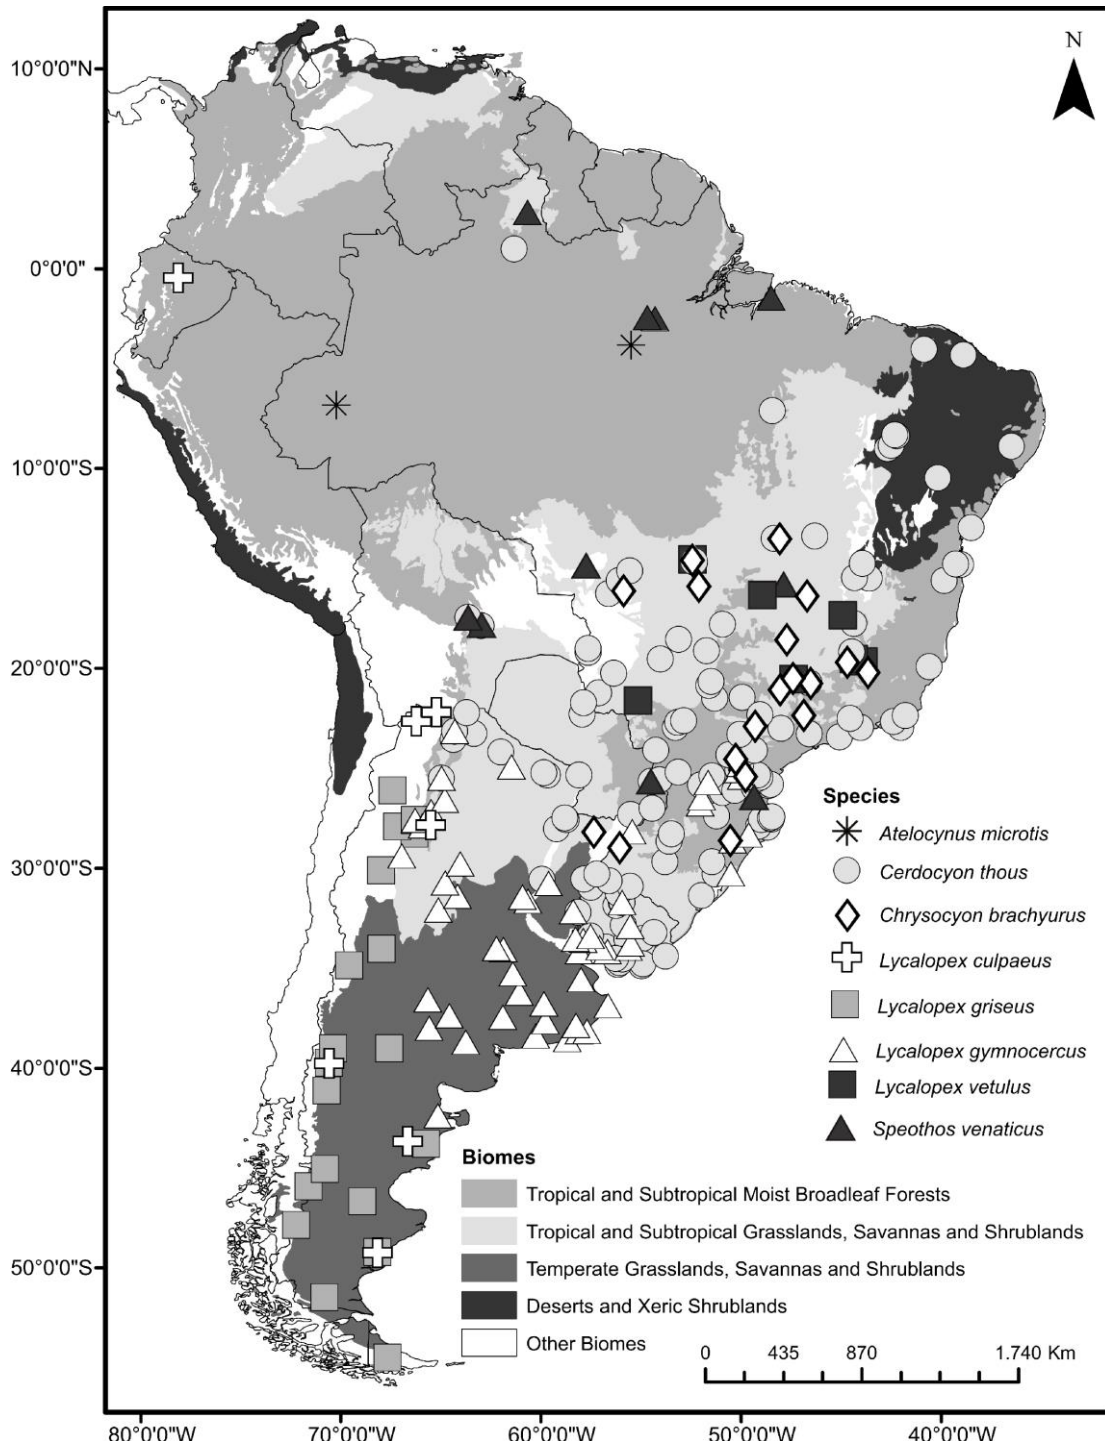 N
10°0'0"N
0°0'0"
10°0'0"S
20°0'0"S
30°0'0"S
40°0'0"S
50°0'0"S
Species
Atelocynus microtis
Cerdocyon thous
Chrysocyon brachyurus
Lycalopex culpaeus
Lycalopex griseus
Lycalopex gymnocercus
Lycalopex vetulus
Speothos venaticus
Biomes
Tropical and Subtropical Moist Broadleaf Forests
Tropical and Subtropical Grasslands, Savannas and Shrublands
Temperate Grasslands, Savannas and Shrublands
Deserts and Xeric Shrublands
Other Biomes
0 435 870 1.740 Km
80°0'0"W 70°0'0"W 60°0'0"W 50°0'0"W 40°0'0"W